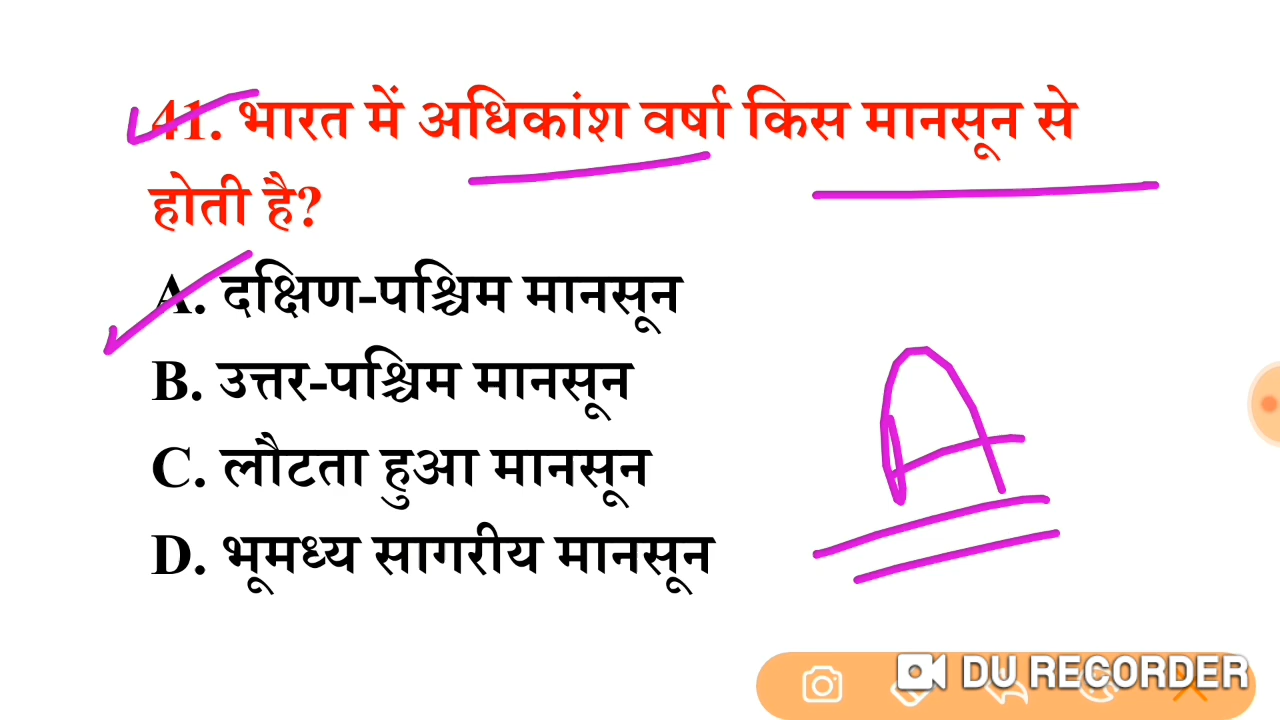 41. भारत में अधिकांश वर्षा किस मानसून से
होती है?
A. दक्षिण-पश्चिम मानसून
B. उत्तर-पश्चिम मानसून
C. लौटता हुआ मानसून
D. भूमध्य सागरीय मानसून
A
DU RECORDER